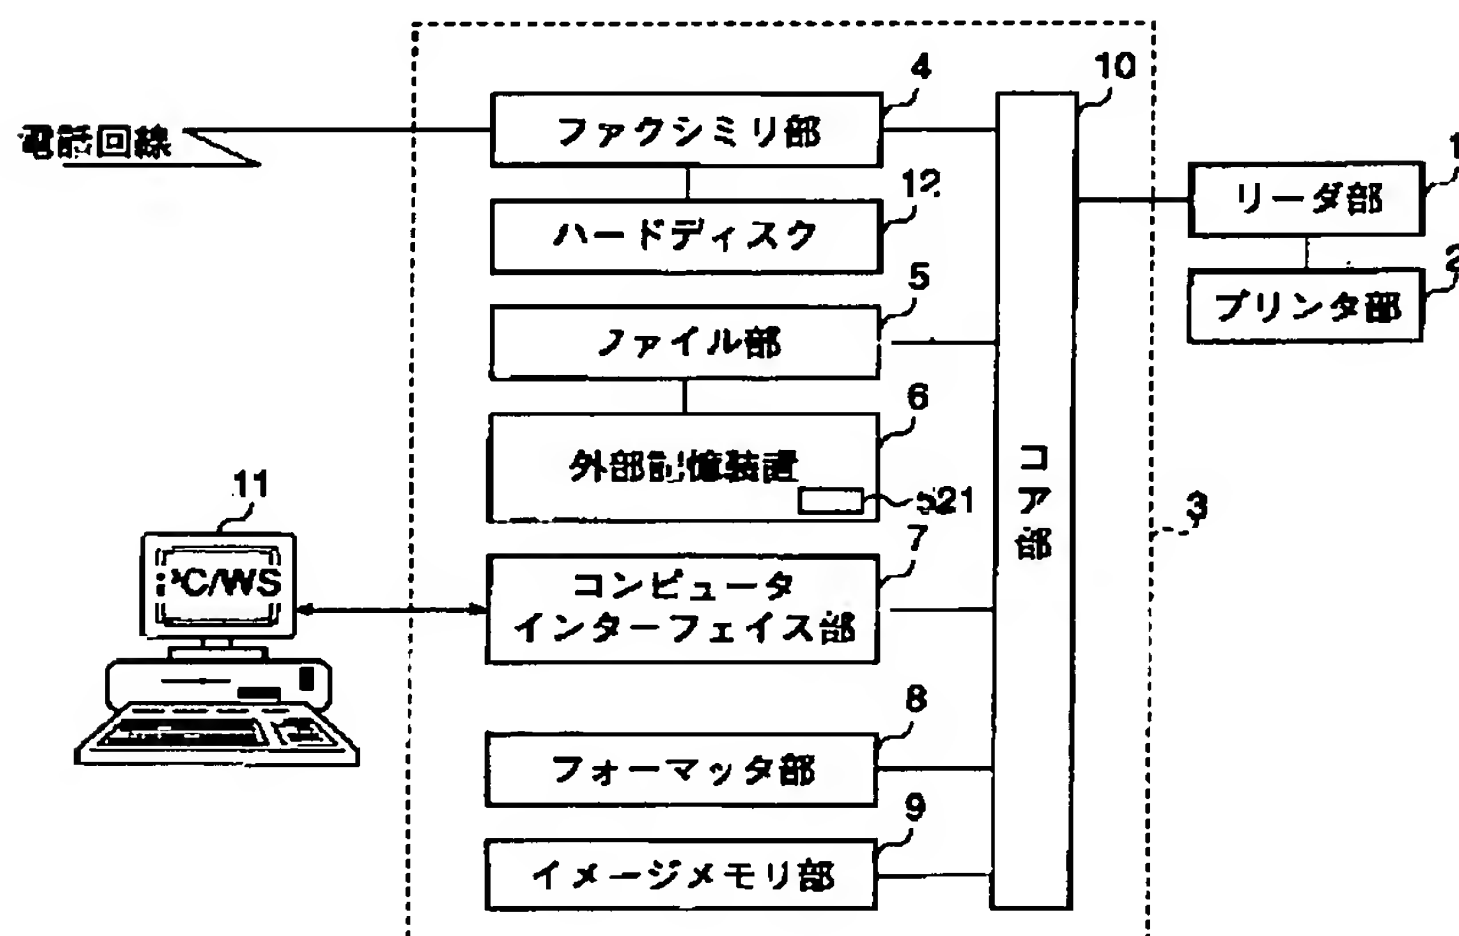 4
10
電話回線
ファクシミリ部
1
12
リーダ部
ハードディスク
5
2
プリンタ部
ファイル部
6
外部記憶装置
521
コア部
11
3
7
コンピュータ
インターフェイス部
8
フォーマッタ部
9
イメージメモリ部